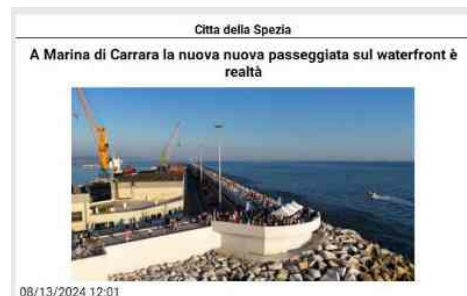 Citta della Spezia
A Marina di Carrara la nuova nuova passeggiata sul waterfront è
realtà
08/13/2024 12:01